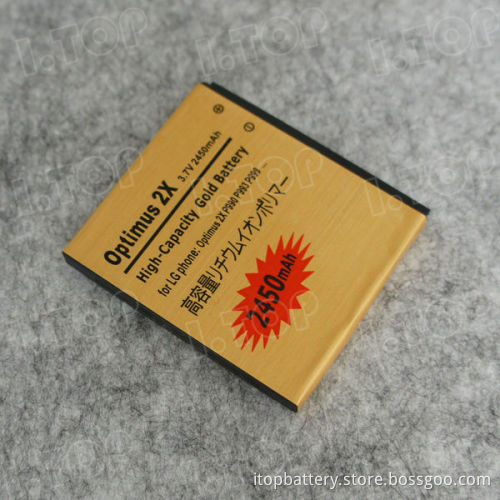 I.TOP
Optimus 2X
3.7V 2450mAh
High-Capacity Gold Battery
for LG phone: Optimus 2X P990 P993 P999
高容量リチウムイオンポリマー
2450mAh
itopbattery.store.bossgoo.com